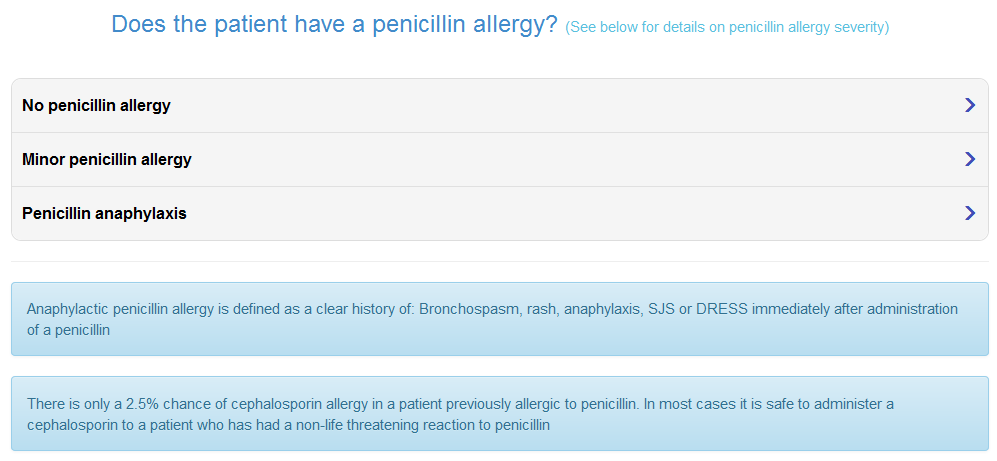 Does the patient have a penicillin allergy? (See below for details on penicillin allergy severity)
No penicillin allergy
Minor penicillin allergy
Penicillin anaphylaxis
Anaphylactic penicillin allergy is defined as a clear history of: Bronchospasm, rash, anaphylaxis, SJS or DRESS immediately after administration
of a penicillin
There is only a 2.5% chance of cephalosporin allergy in a patient previously allergic to penicillin. In most cases it is safe to administer a
cephalosporin to a patient who has had a non-life threatening reaction to penicillin